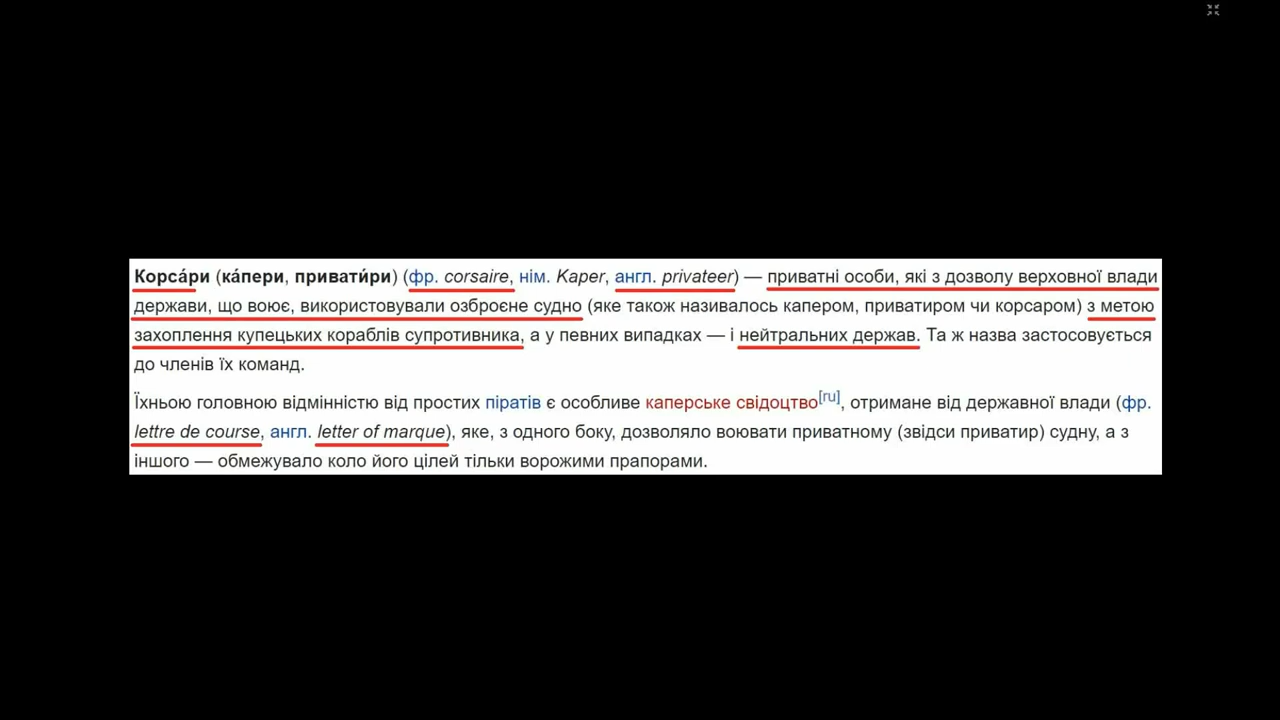 Корса́ри (ка́пери, привати́ри) (фр. corsaire, нім. Kaper, англ. privateer) — приватні особи, які з дозволу верховної влади
держави, що воює, використовували озброєне судно (яке також називалось капером, приватиром чи корсаром) з метою
захоплення купецьких кораблів супротивника, а у певних випадках — і нейтральних держав. Та ж назва застосовується
до членів їх команд.
Їхньою головною відмінністю від простих піратів є особливе каперське свідоцтво[ru], отримане від державної влади (фр.
lettre de course, англ. letter of marque), яке, з одного боку, дозволяло воювати приватному (звідси приватир) судну, а з
іншого — обмежувало коло його цілей тільки ворожими прапорами.